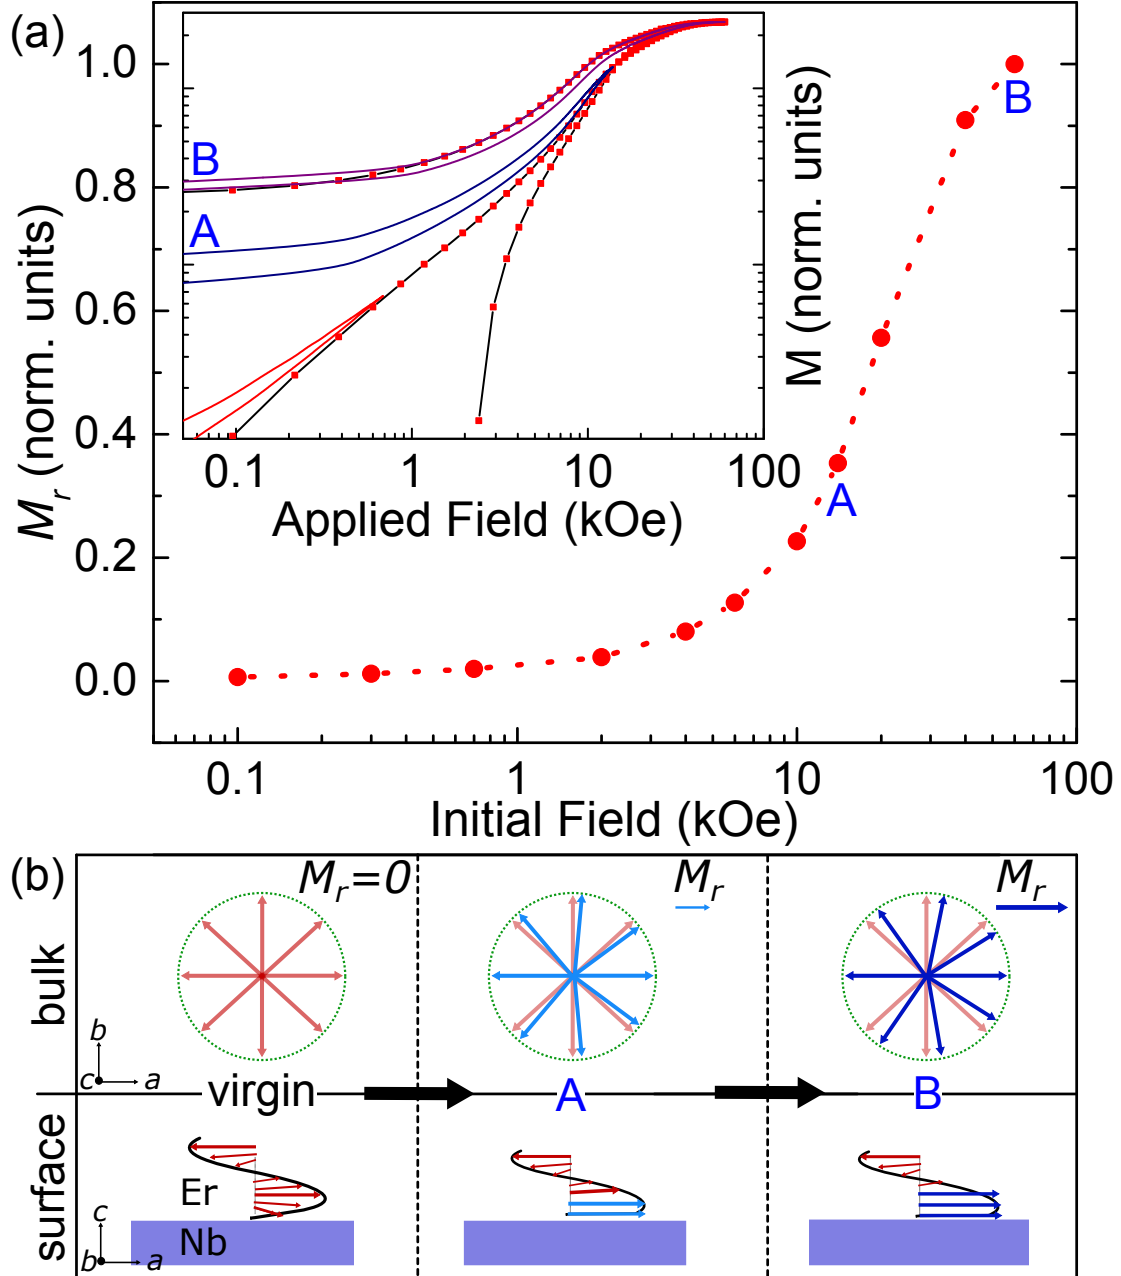 (a)
M_r (norm. units)
1.0
0.8
0.6
0.4
0.2
0.0
B
A
0.1 1 10 100
Applied Field (kOe)
M (norm. units)
B
A
0.1 1 10 100
Initial Field (kOe)
(b)
bulk
M_r=0
M_r
M_r
b
c a
virgin
A
B
surface
Er
Nb
c
b a